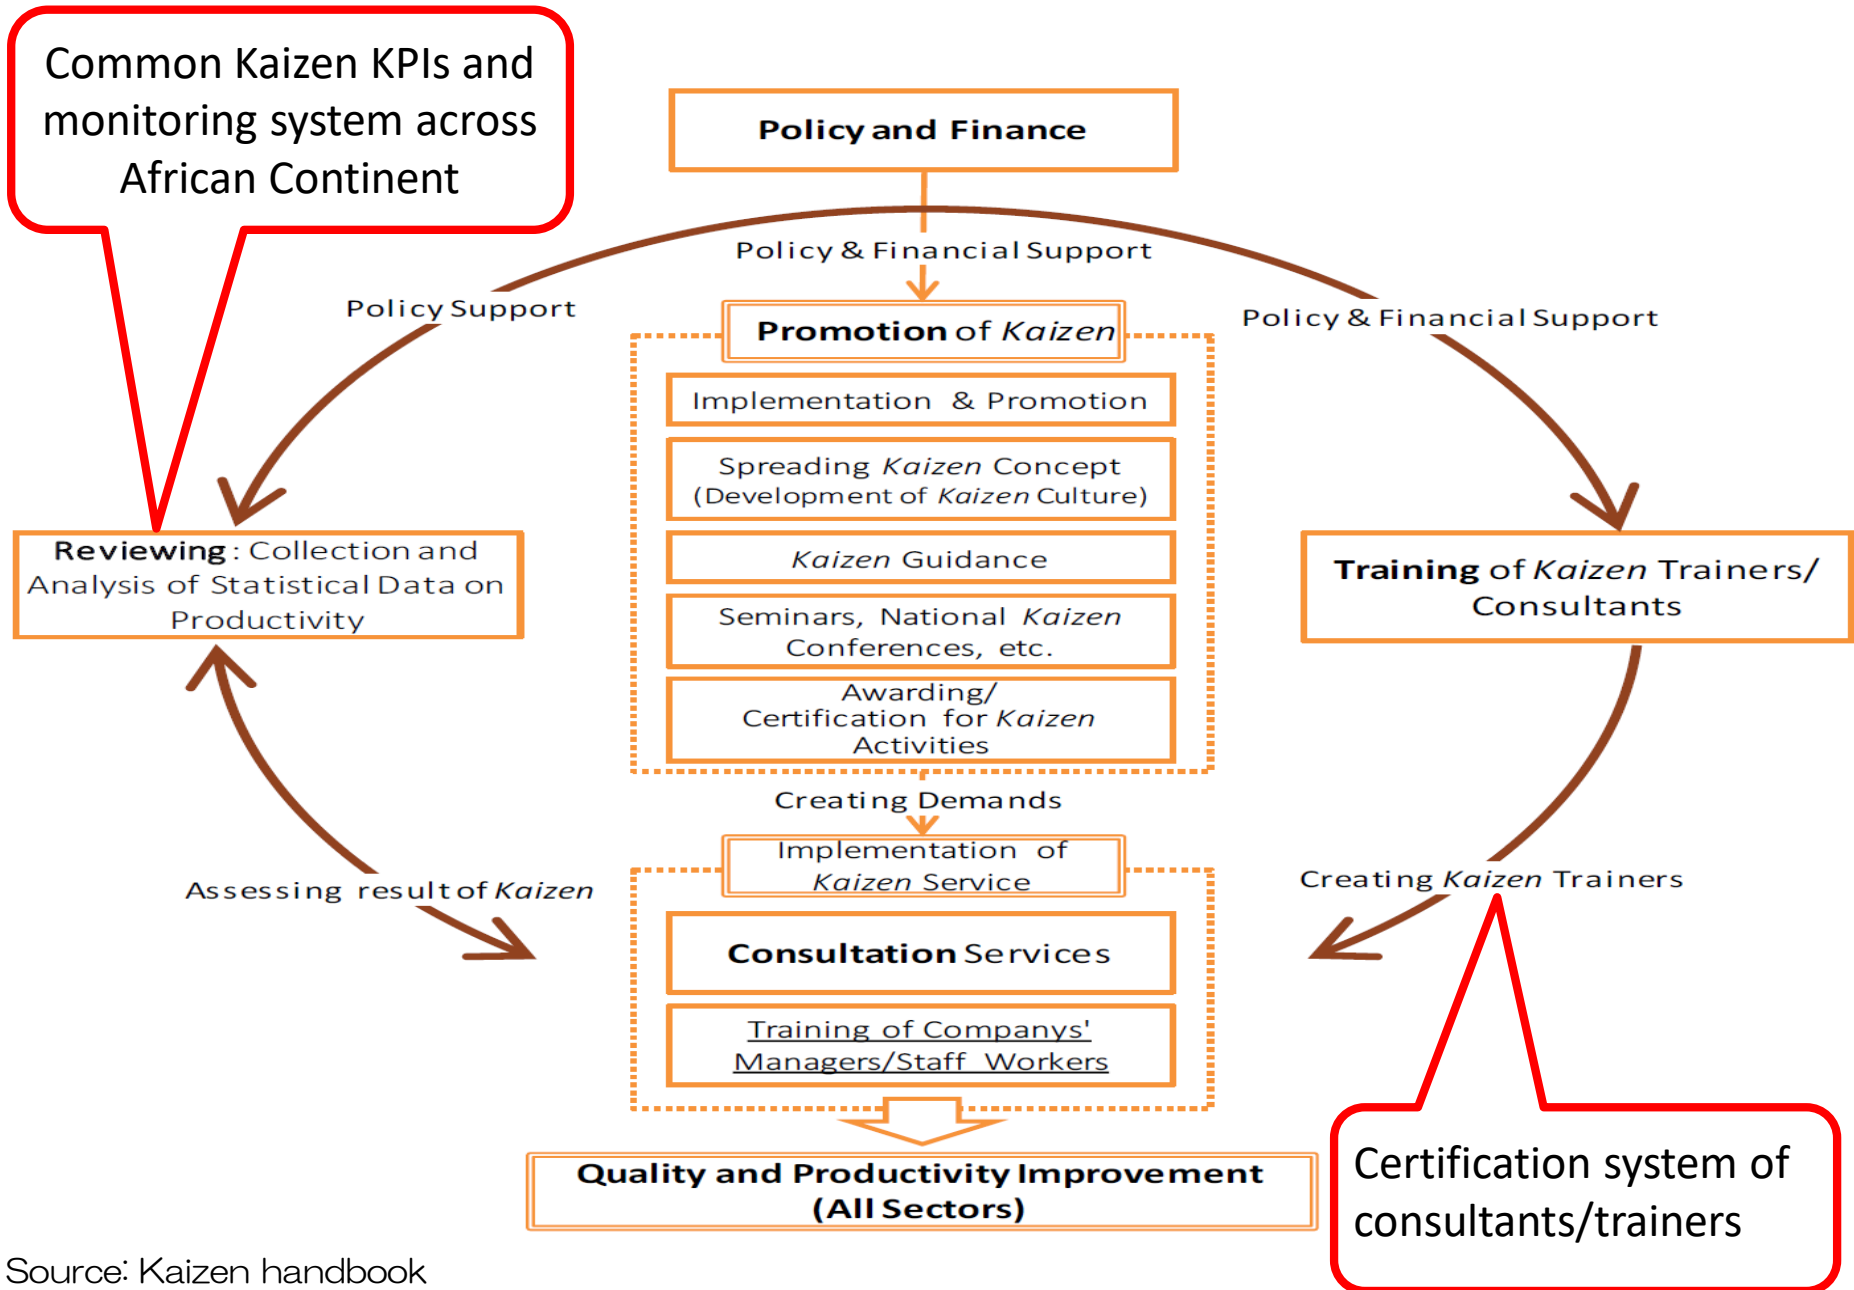 Common Kaizen KPIs and
monitoring system across
African Continent
Policy and Finance
Policy & Financial Support
Policy Support
Policy & Financial Support
Promotion of Kaizen
Implementation & Promotion
Spreading Kaizen Concept
(Development of Kaizen Culture)
Kaizen Guidance
Seminars, National Kaizen
Conferences, etc.
Awarding/
Certification for Kaizen
Activities
Reviewing: Collection and
Analysis of Statistical Data on
Productivity
Training of Kaizen Trainers/
Consultants
Creating Demands
Implementation of
Kaizen Service
Assessing result of Kaizen
Creating Kaizen Trainers
Consultation Services
Training of Companys'
Managers/Staff Workers
Quality and Productivity Improvement
(All Sectors)
Certification system of
consultants/trainers
Source: Kaizen handbook